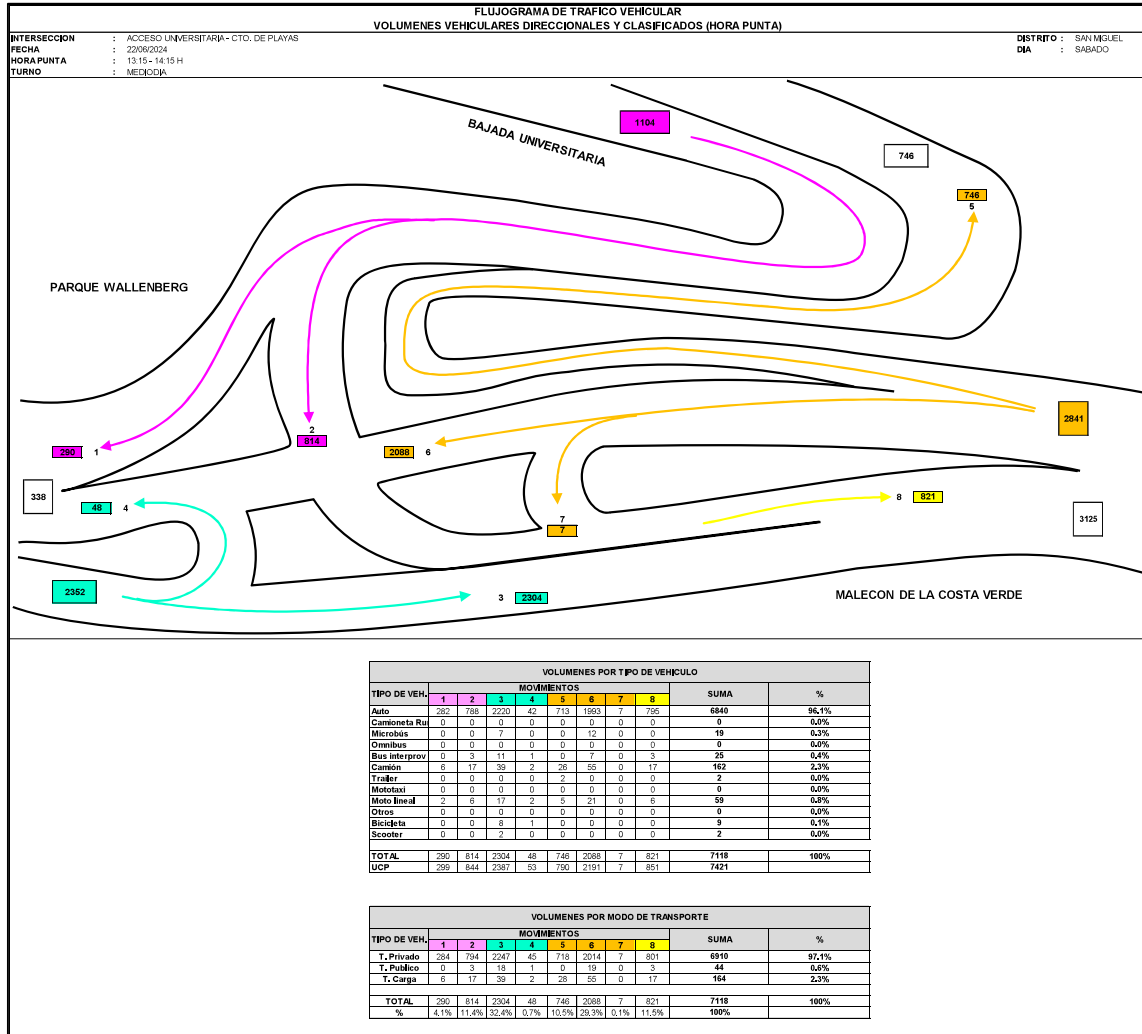 FLUJOGRAMA DE TRAFICO VEHICULAR
VOLUMENES VEHICULARES DIRECCIONALES Y CLASIFICADOS (HORA PUNTA)
INTERSECCION : ACCESO UNIVERSITARIA - CTO. DE PLAYAS DISTRITO : SAN MIGUEL
FECHA : 22/06/2024 DIA : SABADO
HORA PUNTA : 13:15 - 14:15 H
TURNO : MEDIODIA
1104
BAJADA UNIVERSITARIA
746
746
5
PARQUE WALLENBERG
2841
2
814
290 1
2088 6
338
48 4
8 821
7
7
3125
2352
3 2304
MALECON DE LA COSTA VERDE
VOLUMENES POR TIPO DE VEHICULO
TIPO DE VEH. MOVIMIENTOS SUMA %
1 2 3 4 5 6 7 8
Auto 282 788 2220 42 713 1993 7 795 6840 96.1%
Camioneta Ru 0 0 0 0 0 0 0 0 0 0.0%
Microbús 0 0 7 0 0 12 0 0 19 0.3%
Omnibus 0 0 0 0 0 0 0 0 0 0.0%
Bus interprov 0 3 11 1 0 7 0 3 25 0.4%
Camión 6 17 39 2 26 55 0 17 162 2.3%
Trailer 0 0 0 0 2 0 0 0 2 0.0%
Mototaxi 0 0 0 0 0 0 0 0 0 0.0%
Moto lineal 2 6 17 2 5 21 0 6 59 0.8%
Otros 0 0 0 0 0 0 0 0 0 0.0%
Bicicleta 0 0 8 1 0 0 0 0 9 0.1%
Scooter 0 0 2 0 0 0 0 0 2 0.0%
TOTAL 290 814 2304 48 746 2088 7 821 7118 100%
UCP 299 844 2387 53 790 2191 7 851 7421
VOLUMENES POR MODO DE TRANSPORTE
TIPO DE VEH. MOVIMIENTOS SUMA %
1 2 3 4 5 6 7 8
T. Privado 284 794 2247 45 718 2014 7 801 6910 97.1%
T. Publico 0 3 18 1 0 19 0 3 44 0.6%
T. Carga 6 17 39 2 28 55 0 17 164 2.3%
TOTAL 290 814 2304 48 746 2088 7 821 7118 100%
% 4.1% 11.4% 32.4% 0.7% 10.5% 29.3% 0.1% 11.5% 100%